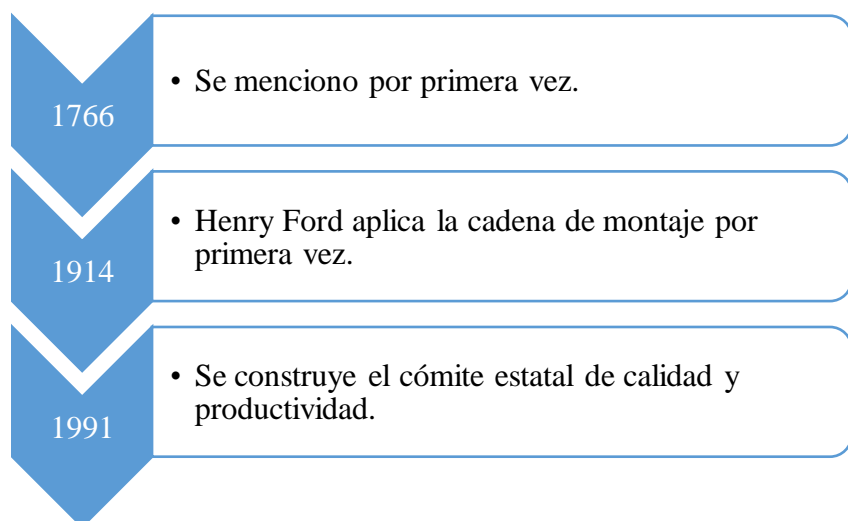 1766
• Se menciono por primera vez.
1914
• Henry Ford aplica la cadena de montaje por
primera vez.
1991
• Se construye el cómite estatal de calidad y
productividad.